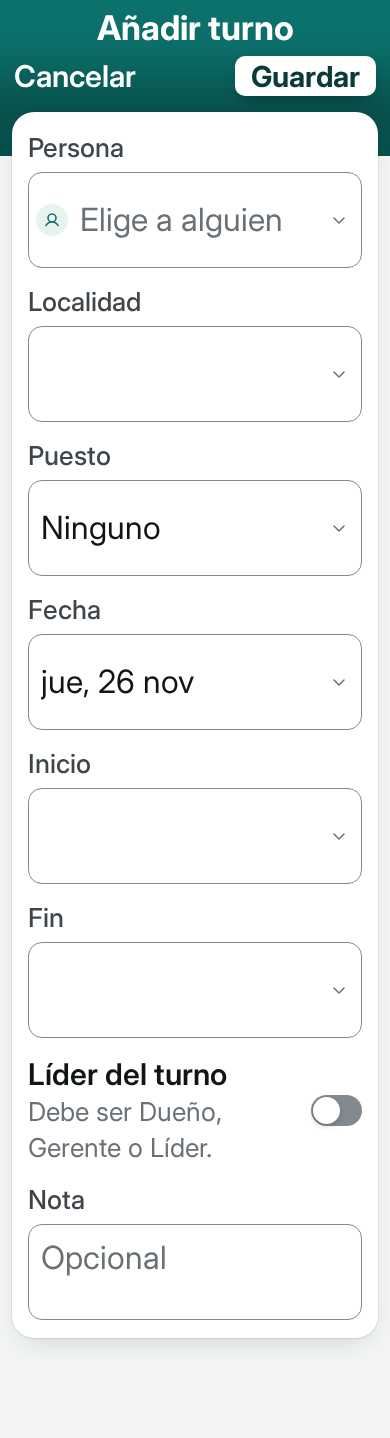 Añadir turno
Cancelar
Guardar
Persona
Elige a alguien
Localidad
Puesto
Ninguno
Fecha
jue, 26 nov
Inicio
Fin
Líder del turno
Debe ser Dueño,
Gerente o Líder.
Nota
Opcional